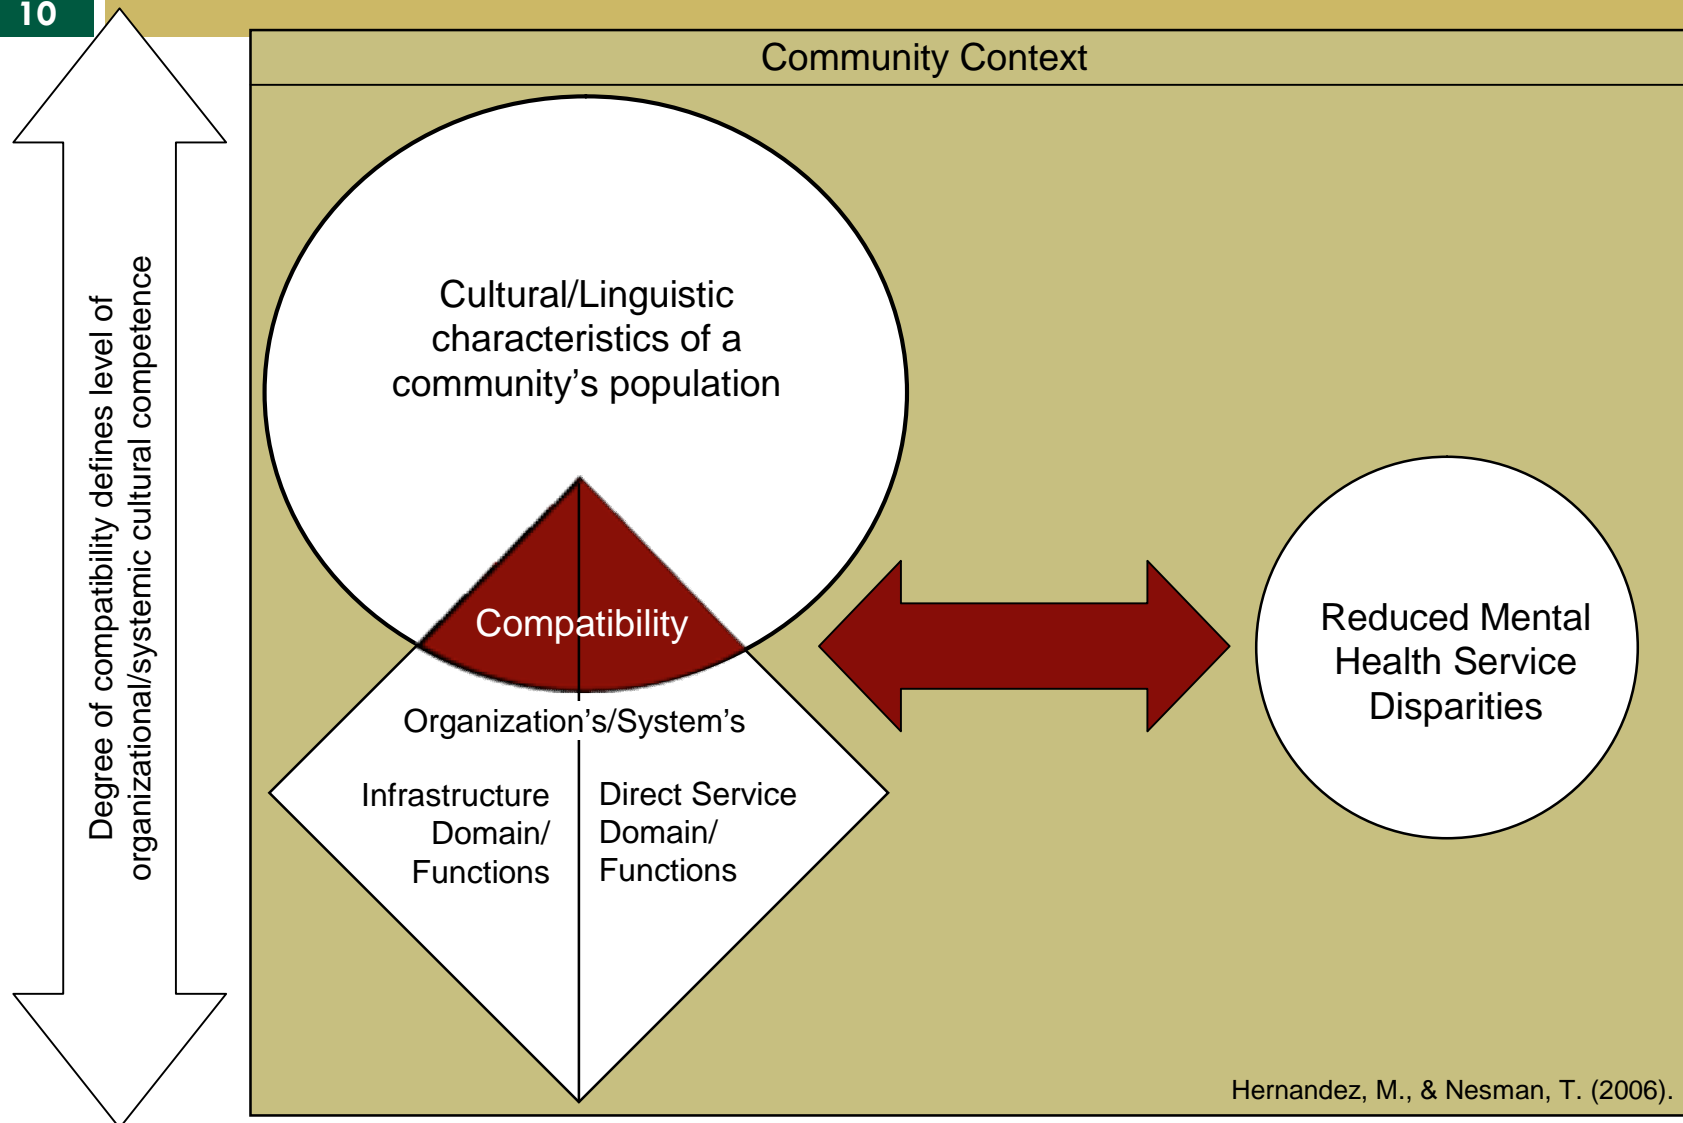 10
Community Context
Degree of compatibility defines level of
organizational/systemic cultural competence
Cultural/Linguistic
characteristics of a
community’s population
Compatibility
Organization’s/System’s
Infrastructure
Domain/
Functions
Direct Service
Domain/
Functions
Reduced Mental
Health Service
Disparities
Hernandez, M., & Nesman, T. (2006).